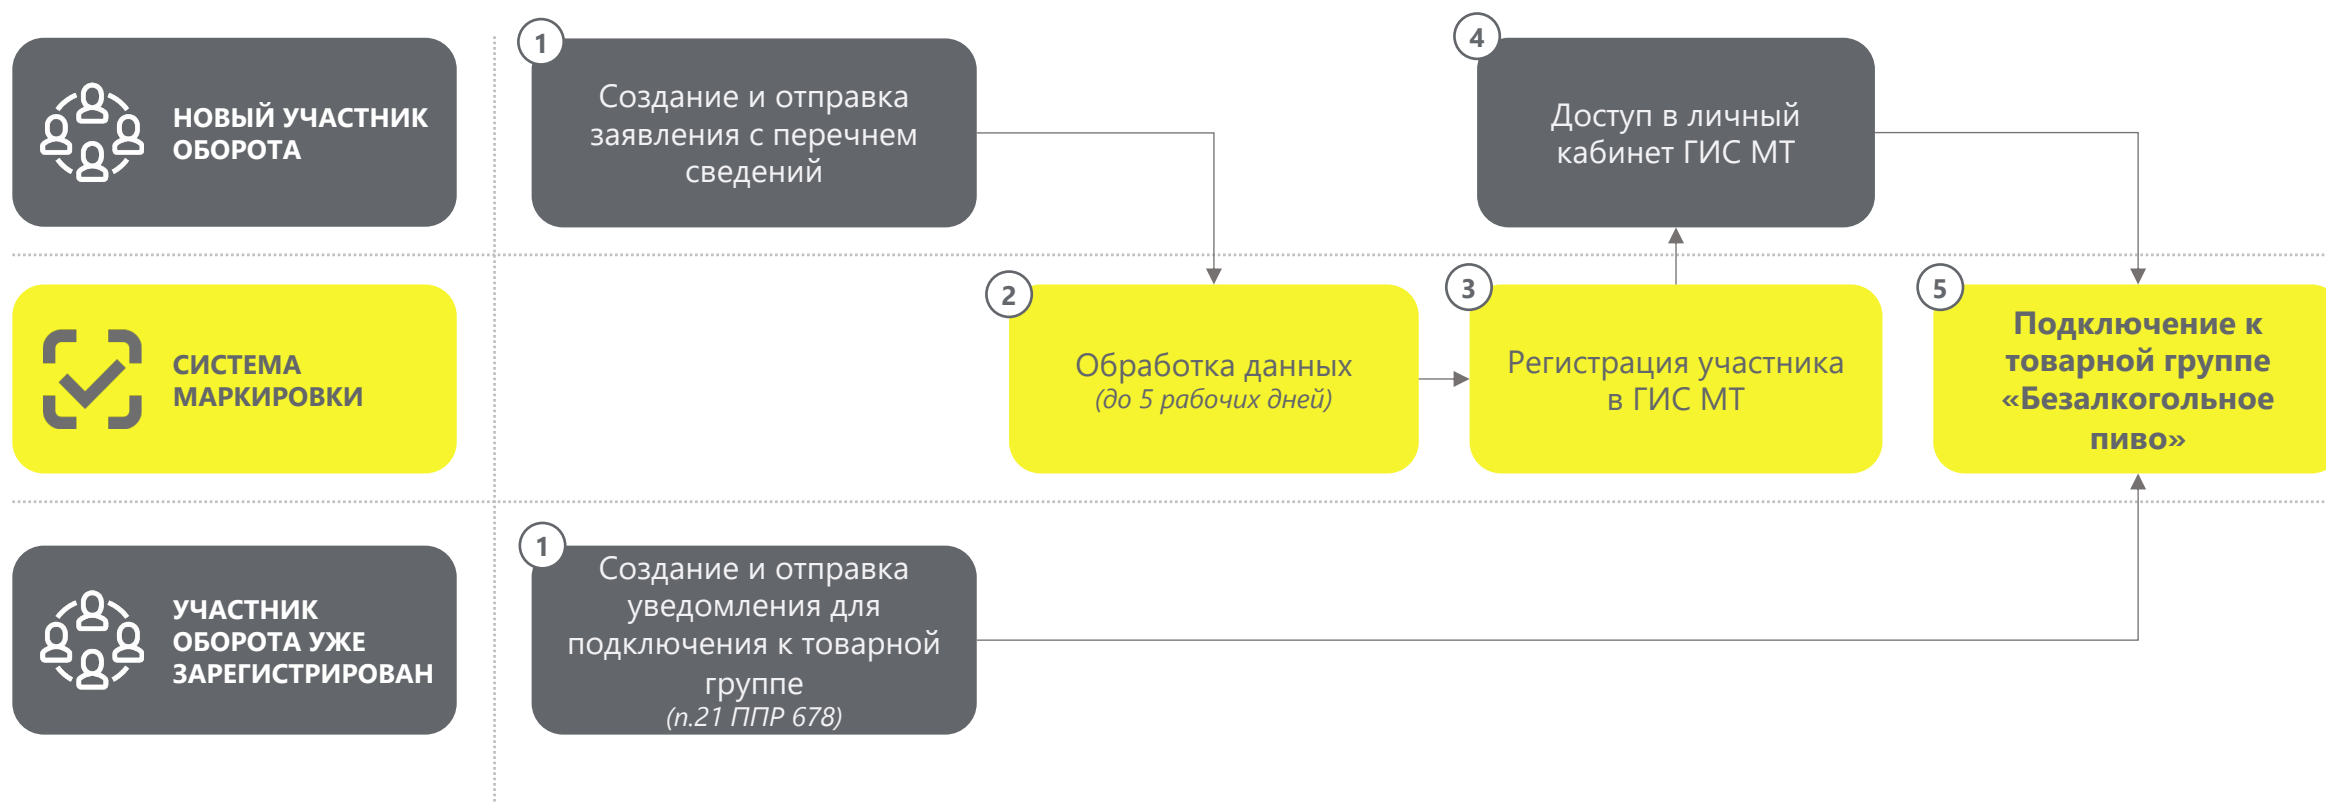 НОВЫЙ УЧАСТНИК
ОБОРОТА
1
Создание и отправка
заявления с перечнем
сведений
4
Доступ в личный
кабинет ГИС МТ
СИСТЕМА
МАРКИРОВКИ
2
Обработка данных
(до 5 рабочих дней)
3
Регистрация участника
в ГИС МТ
5
Подключение к
товарной группе
«Безалкогольное
пиво»
УЧАСТНИК
ОБОРОТА УЖЕ
ЗАРЕГИСТРИРОВАН
1
Создание и отправка
уведомления для
подключения к товарной
группе
(п.21 ППР 678)